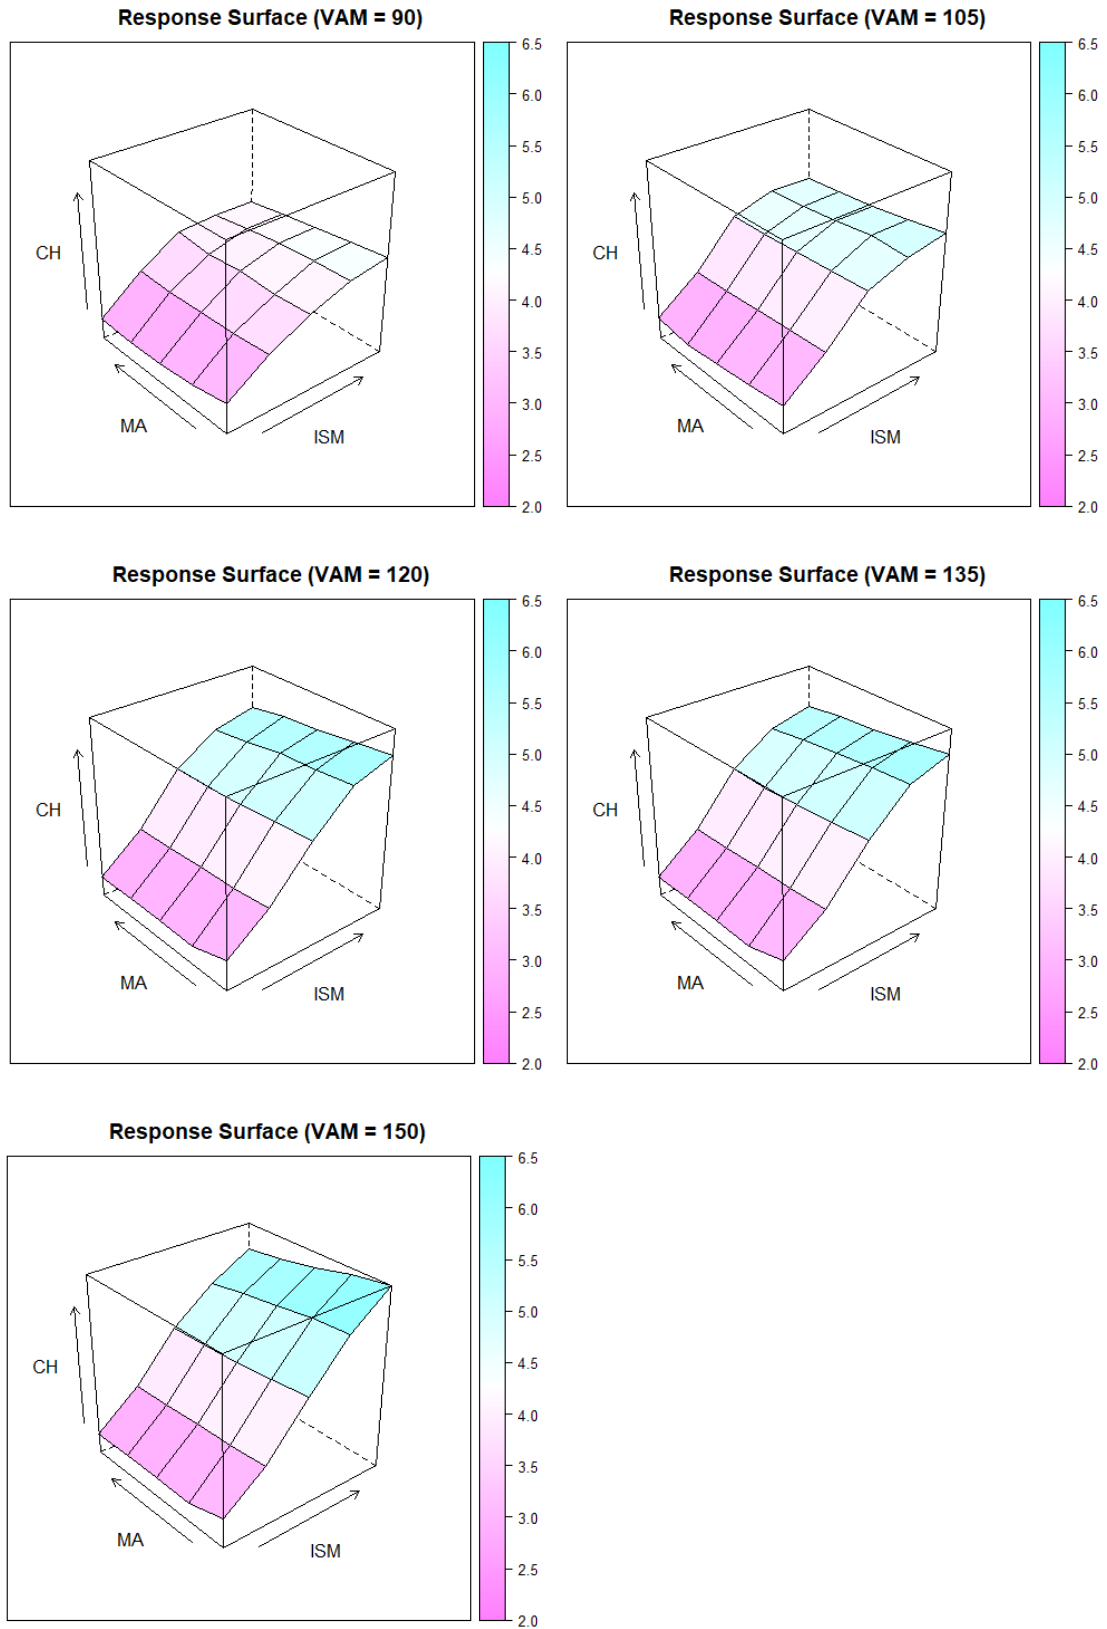 Response Surface (VAM = 90)
6.5
6.0
5.5
5.0
4.5
4.0
3.5
3.0
2.5
2.0
CH
MA
ISM
Response Surface (VAM = 105)
6.5
6.0
5.5
5.0
4.5
4.0
3.5
3.0
2.5
2.0
CH
MA
ISM
Response Surface (VAM = 120)
6.5
6.0
5.5
5.0
4.5
4.0
3.5
3.0
2.5
2.0
CH
MA
ISM
Response Surface (VAM = 135)
6.5
6.0
5.5
5.0
4.5
4.0
3.5
3.0
2.5
2.0
CH
MA
ISM
Response Surface (VAM = 150)
6.5
6.0
5.5
5.0
4.5
4.0
3.5
3.0
2.5
2.0
CH
MA
ISM